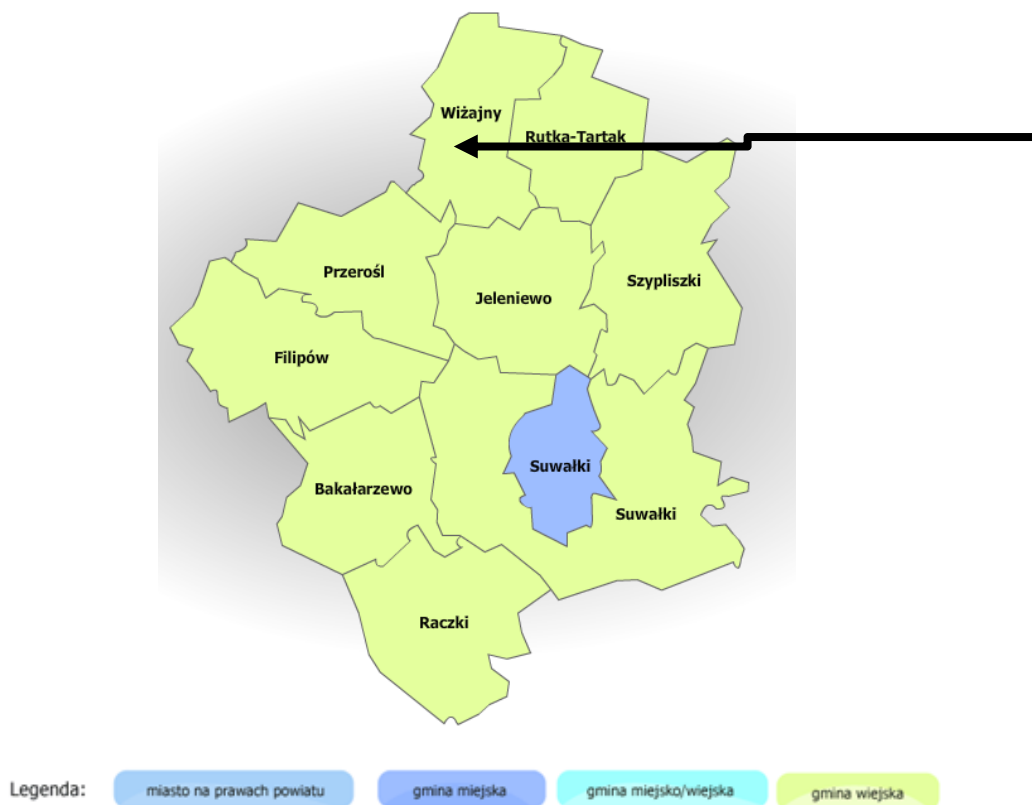 Wiżajny
Rutka-Tartak
Przerośl
Szypliszki
Jeleniewo
Filipów
Suwałki
Bakałarzewo
Suwałki
Raczki
Legenda: miasto na prawach powiatu gmina miejska gmina miejsko/wiejska gmina wiejska